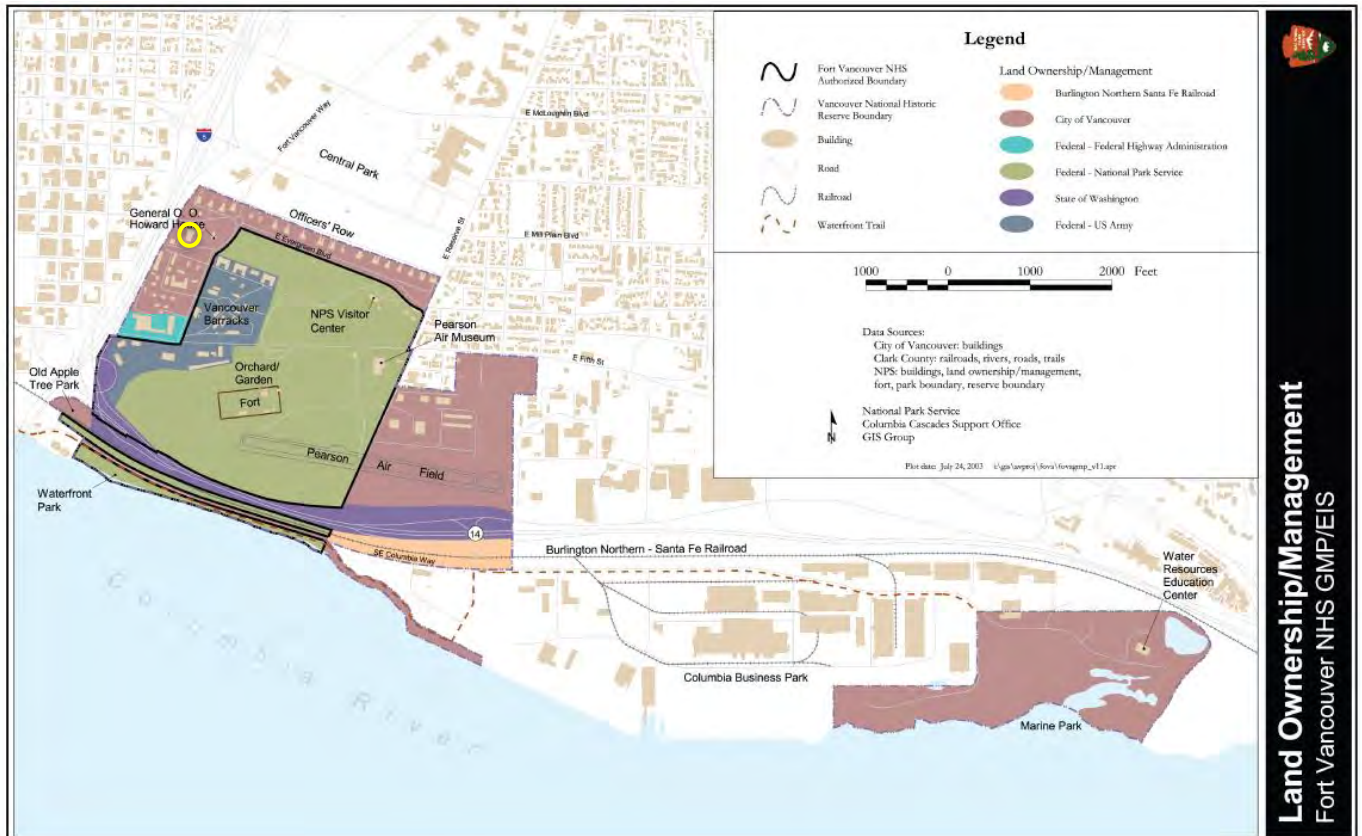 Legend
Fort Vancouver NHS
Authorized Boundary
Vancouver National Historic
Reserve Boundary
Building
Road
Railroad
Waterfront Trail
Land Ownership/Management
Burlington Northern Santa Fe Railroad
City of Vancouver
Federal - Federal Highway Administration
Federal - National Park Service
State of Washington
Federal - US Army
1000 0 1000 2000 Feet
Data Sources:
City of Vancouver: buildings
Clark County: railroads, rivers, roads, trails
NPS: buildings, land ownership/management,
fort, park boundary, reserve boundary
N
National Park Service
Columbia Cascades Support Office
GIS Group
Plot date: July 24, 2003
5
Fort Vancouver Way
E McLoughlin Blvd
Central Park
General O. O.
Howard House
Officers' Row
E Evergreen Blvd
E Reserve St
E Mill Plain Blvd
Vancouver
Barracks
NPS Visitor
Center
Pearson
Air Museum
E Fifth St
Old Apple
Tree Park
Orchard/
Garden
Fort
Pearson Air Field
Waterfront
Park
14
SE Columbia Way
Burlington Northern - Santa Fe Railroad
Water
Resources
Education
Center
Columbia Business Park
Marine Park
Columbia River
Land Ownership/Management
Fort Vancouver NHS GMP/EIS